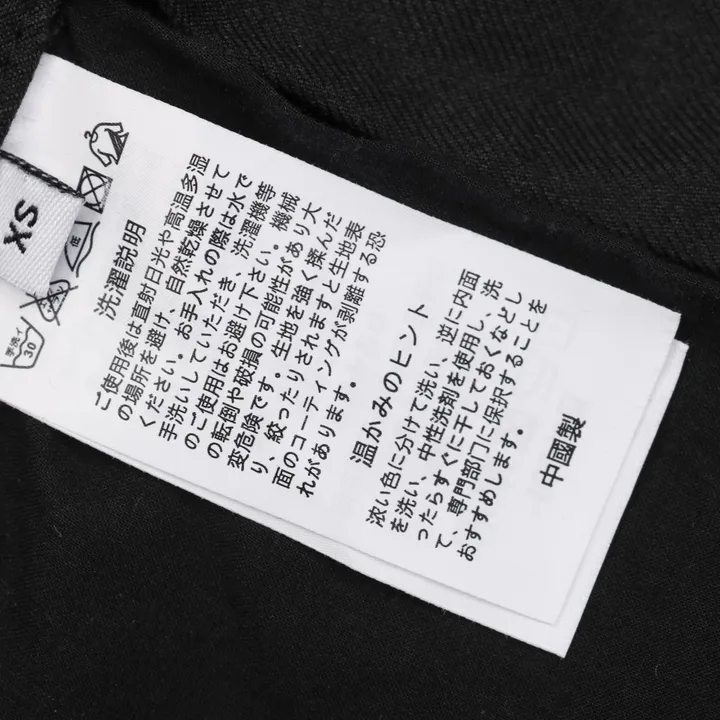 XS
手洗イ
30
低
洗濯説明
ご使用後は直射日光や高温多湿
の場所を避け、自然乾燥させて
ください。お手入れの際は水で
手洗いしていただき、洗濯機等
のご使用はお避け下さい。機械
の転倒や破損の可能性があり大
変危険です。生地を強く揉んだ
り、絞ったりされますと生地表
面のコーティングが剥離する恐
れがあります。
温かみのヒント
浓い色に分けて洗い、逆に内面
を洗い、中性洗剤を使用し、洗
ったらすぐに干しておくなどし
て、専門部门に保択することを
おすすめします。
中國製